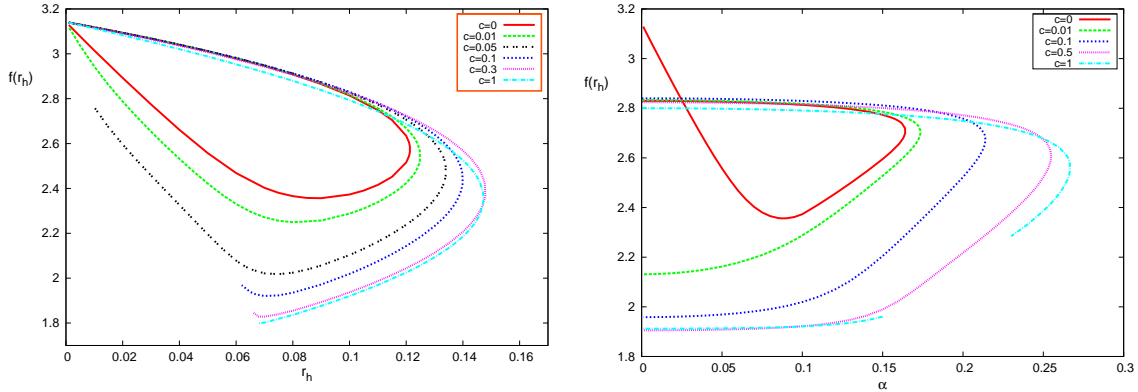 3.2
3
2.8
2.6
2.4
2.2
2
1.8
f(r_h)
0 0.02 0.04 0.06 0.08 0.1 0.12 0.14 0.16
r_h
c=0
c=0.01
c=0.05
c=0.1
c=0.3
c=1
3.2
3
2.8
2.6
2.4
2.2
2
1.8
f(r_h)
0 0.05 0.1 0.15 0.2 0.25 0.3
α
c=0
c=0.01
c=0.1
c=0.5
c=1